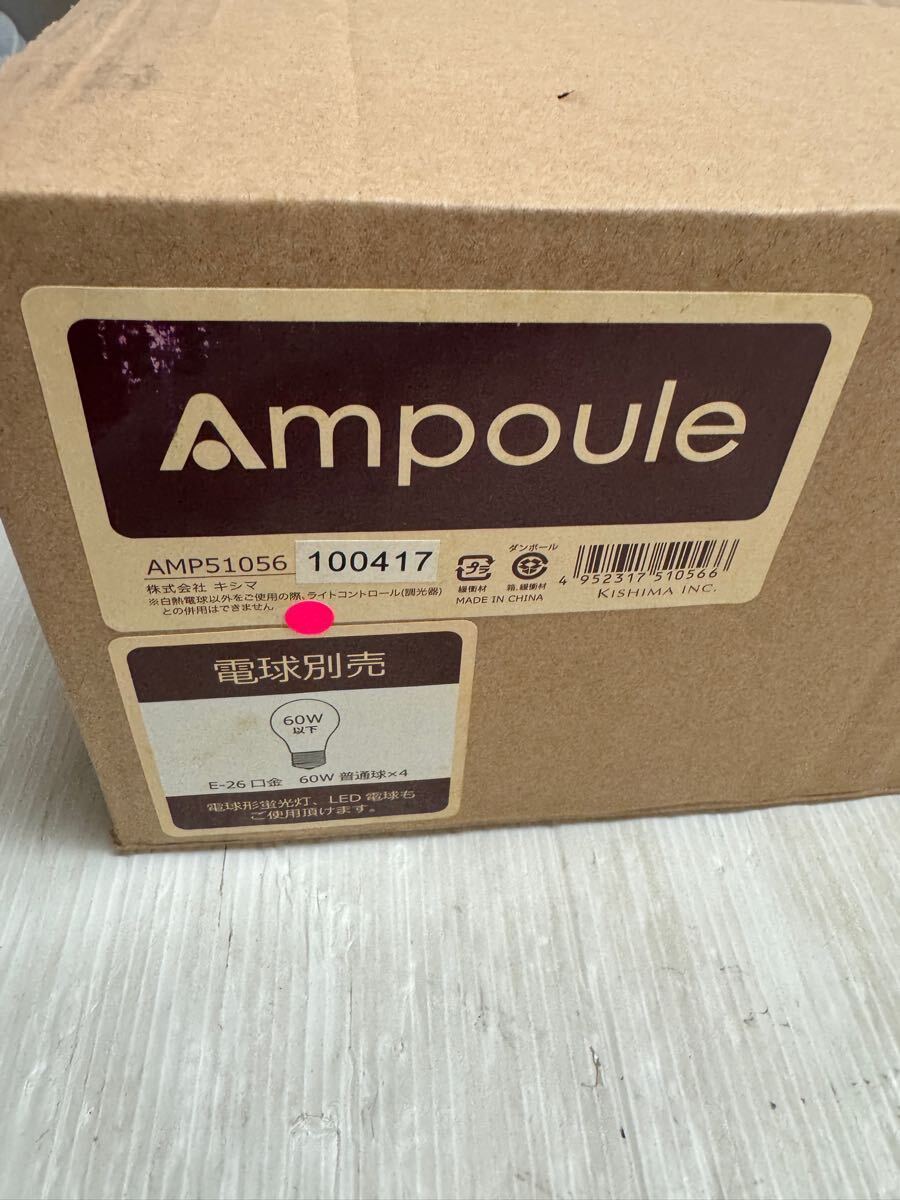 Ampoule
AMP51056 100417
株式会社 キシマ
※白熱電球以外をご使用の際、ライトコントロール(調光器)
との併用はできません
プラ
緩衝材
ダンボール
箱、緩衝材
MADE IN CHINA
4 952317 510566
KISHIMA INC.
電球別売
60W
以下
E-26 口金 60W 普通球×4
電球形蛍光灯、LED 電球も
ご使用頂けます。